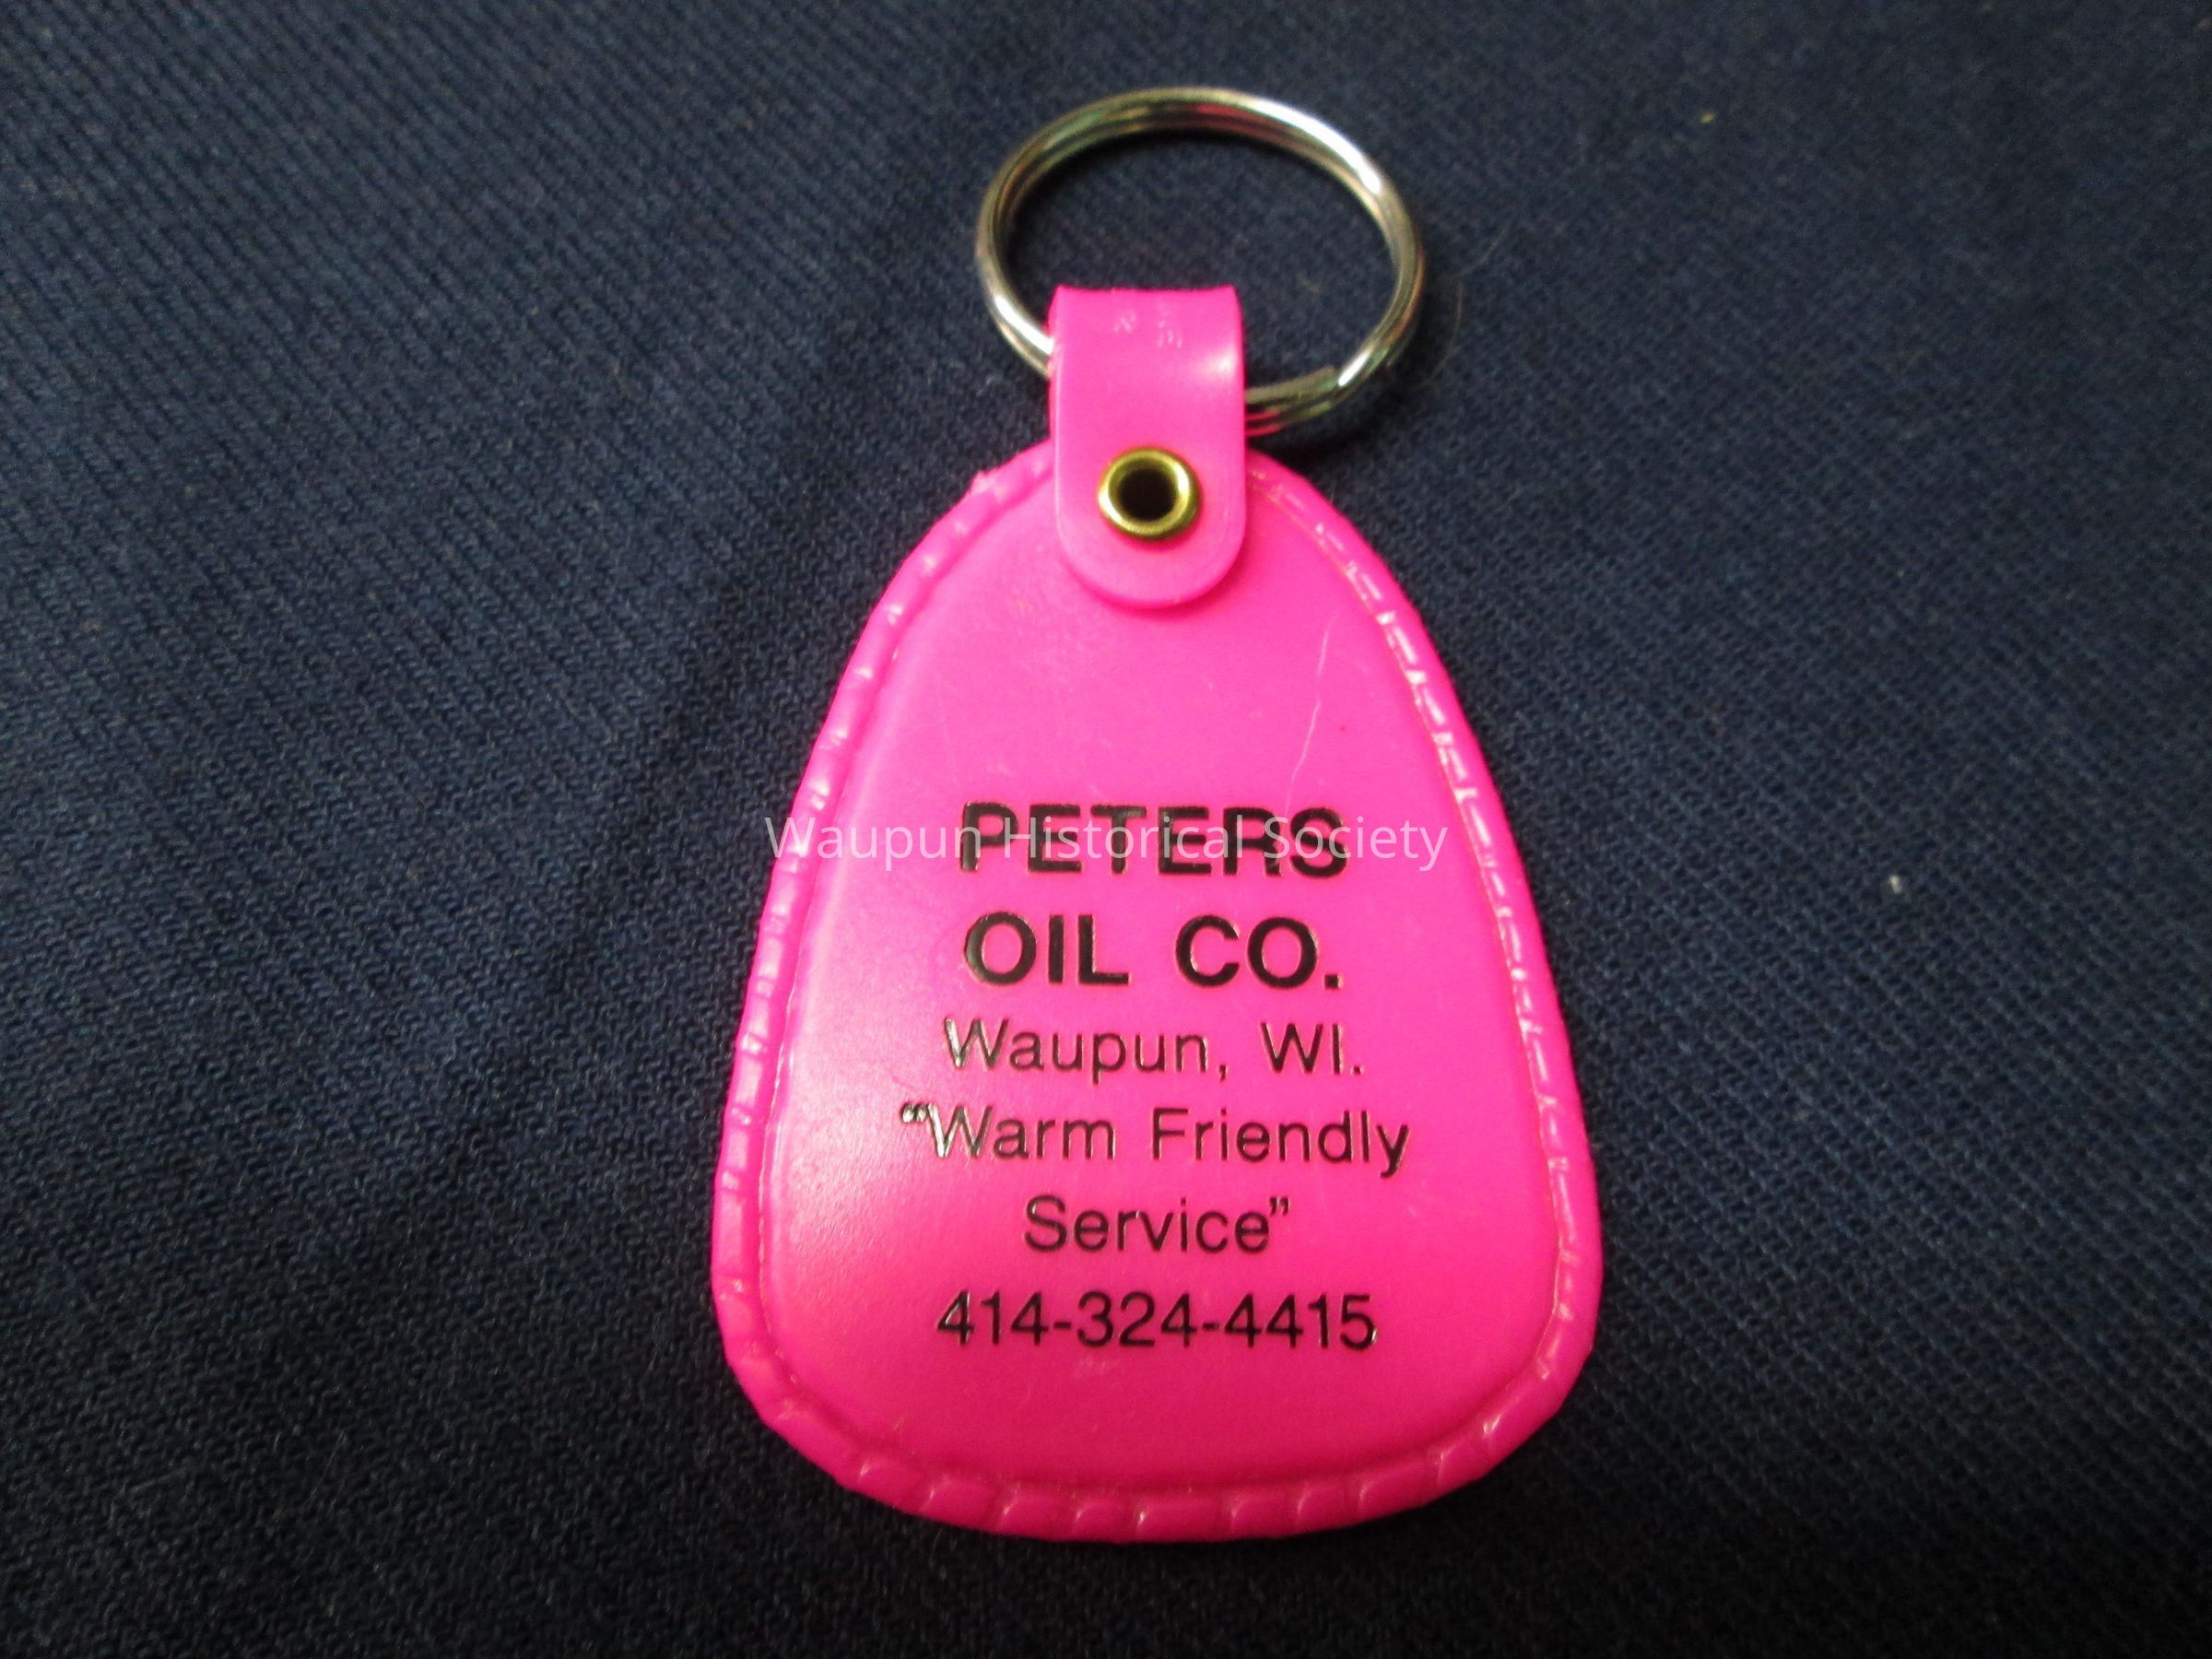 Waupun Historical Society
PETERS
OIL CO.
Waupun, WI.
“Warm Friendly
Service”
414-324-4415